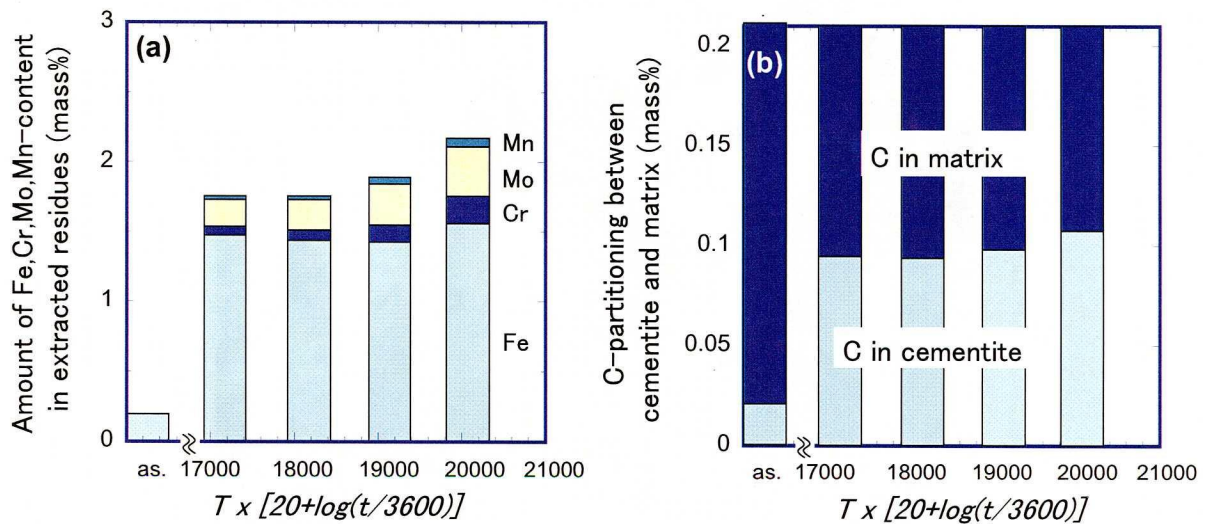 Amount of Fe,Cr,Mo,Mn-content
in extracted residues (mass%)
3
2
1
0
(a)
Mn
Mo
Cr
Fe
as.
17000
18000
19000
20000
21000
T x [20+log(t/3600)]
C-partitioning between
cementite and matrix (mass%)
0.2
0.15
0.1
0.05
0
(b)
C in matrix
C in cementite
as.
17000
18000
19000
20000
21000
T x [20+log(t/3600)]